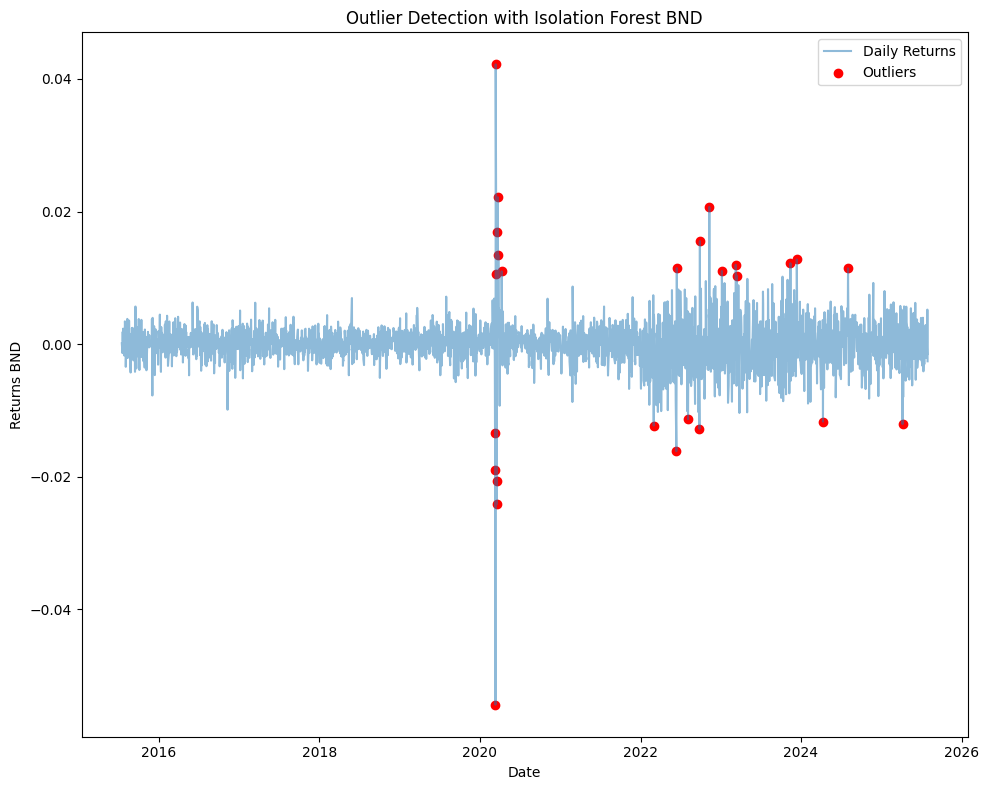 Outlier Detection with Isolation Forest BND
Daily Returns
Outliers
Returns BND
0.04
0.02
0.00
−0.02
−0.04
2016
2018
2020
2022
2024
2026
Date